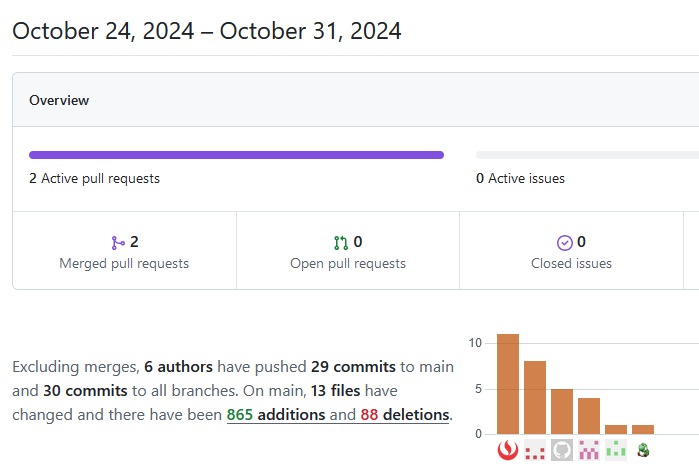 October 24, 2024 – October 31, 2024
Overview
2 Active pull requests
0 Active issues
2
Merged pull requests
0
Open pull requests
0
Closed issues
Excluding merges, 6 authors have pushed 29 commits to main
and 30 commits to all branches. On main, 13 files have
changed and there have been 865 additions and 88 deletions.
10
5
0